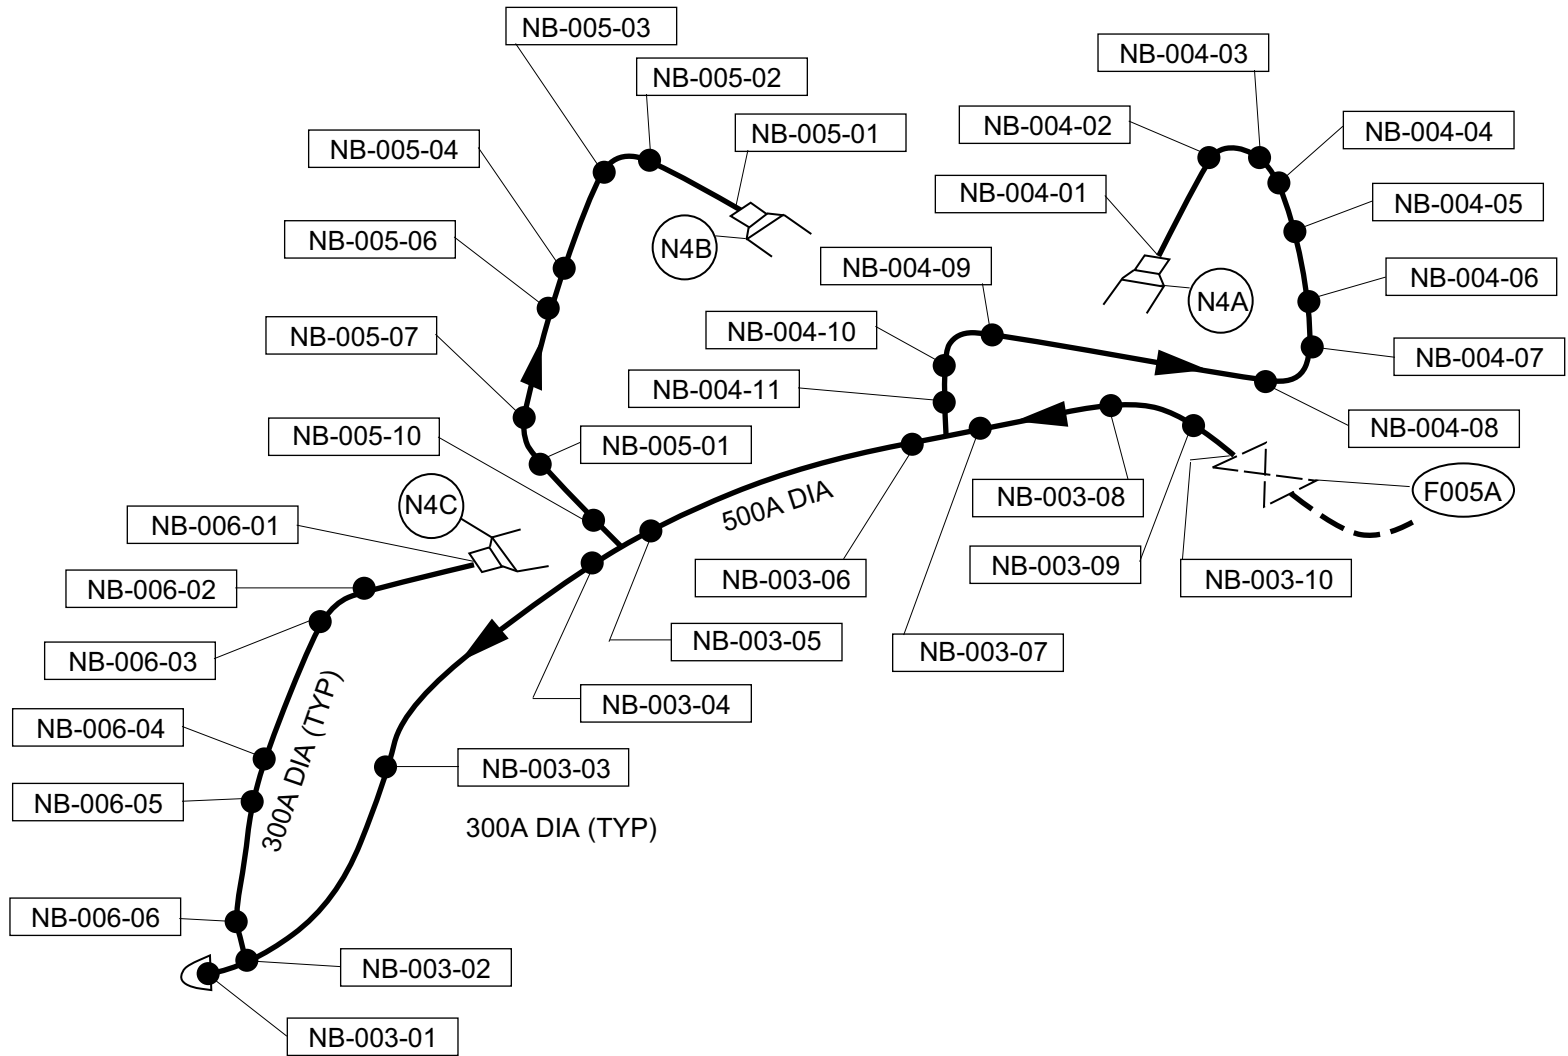 NB-005-03
NB-004-03
NB-005-02
NB-004-02
NB-005-01
NB-004-04
NB-005-04
NB-004-01
NB-004-05
NB-005-06
N4B
NB-004-09
NB-004-06
N4A
NB-004-10
NB-005-07
NB-004-07
NB-004-11
NB-005-10
NB-005-01
NB-004-08
N4C
500A DIA
NB-003-08
F005A
NB-006-01
NB-003-09
NB-003-06
NB-003-10
NB-006-02
NB-003-05
NB-003-07
NB-006-03
NB-003-04
NB-006-04
300A DIA (TYP)
NB-003-03
NB-006-05
300A DIA (TYP)
NB-006-06
NB-003-02
NB-003-01